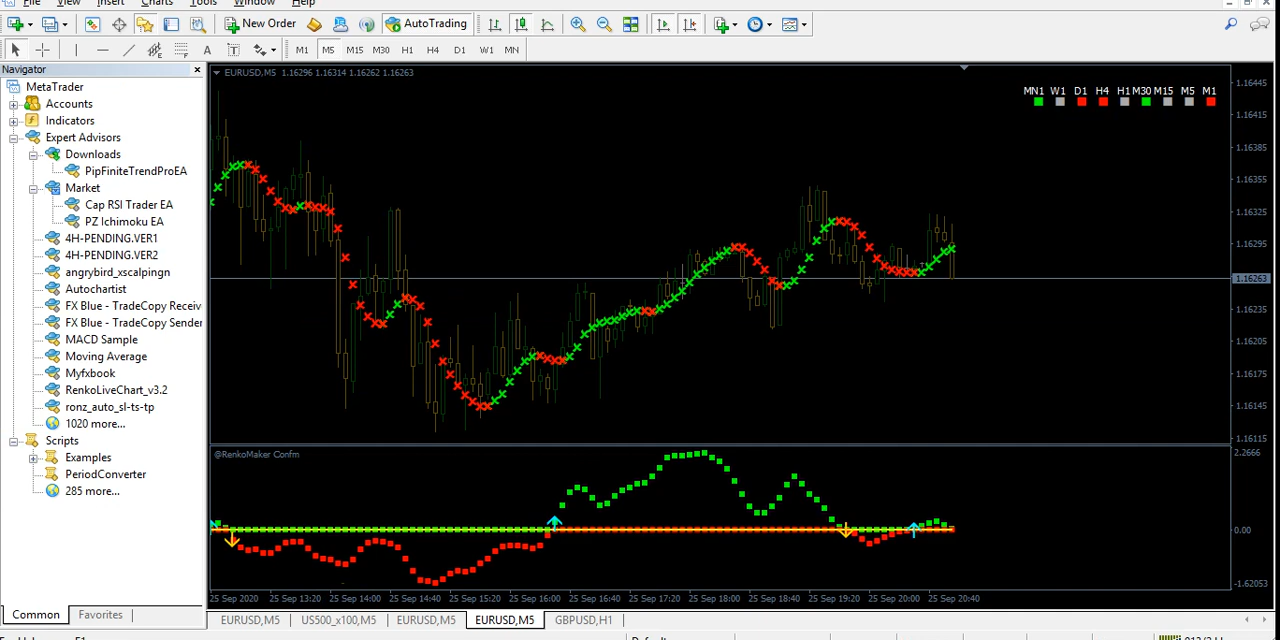 File View Insert Charts Tools Window Help
New Order AutoTrading
A T M1 M5 M15 M30 H1 H4 D1 W1 MN
Navigator
MetaTrader
Accounts
Indicators
Expert Advisors
Downloads
PipFiniteTrendProEA
Market
Cap RSI Trader EA
PZ Ichimoku EA
4H-PENDING.VER1
4H-PENDING.VER2
angrybird_xscalpingn
Autochartist
FX Blue - TradeCopy Receiv
FX Blue - TradeCopy Sender
MACD Sample
Moving Average
Myfxbook
RenkoLiveChart_v3.2
ronz_auto_sl-ts-tp
1020 more...
Scripts
Examples
PeriodConverter
285 more...
Common Favorites
EURUSD,M5 1.16296 1.16314 1.16262 1.16263
MN1 W1 D1 H4 H1 M30 M15 M5 M1
1.16445
1.16415
1.16385
1.16355
1.16325
1.16295
1.16263
1.16235
1.16205
1.16175
1.16145
1.16115
@RenkoMaker Confm
2.2666
0.00
-1.62053
25 Sep 2020 25 Sep 13:20 25 Sep 14:00 25 Sep 14:40 25 Sep 15:20 25 Sep 16:00 25 Sep 16:40 25 Sep 17:20 25 Sep 18:00 25 Sep 18:40 25 Sep 19:20 25 Sep 20:00 25 Sep 20:40
EURUSD,M5 US500_x100,M5 EURUSD,M5 EURUSD,M5 GBPUSD,H1